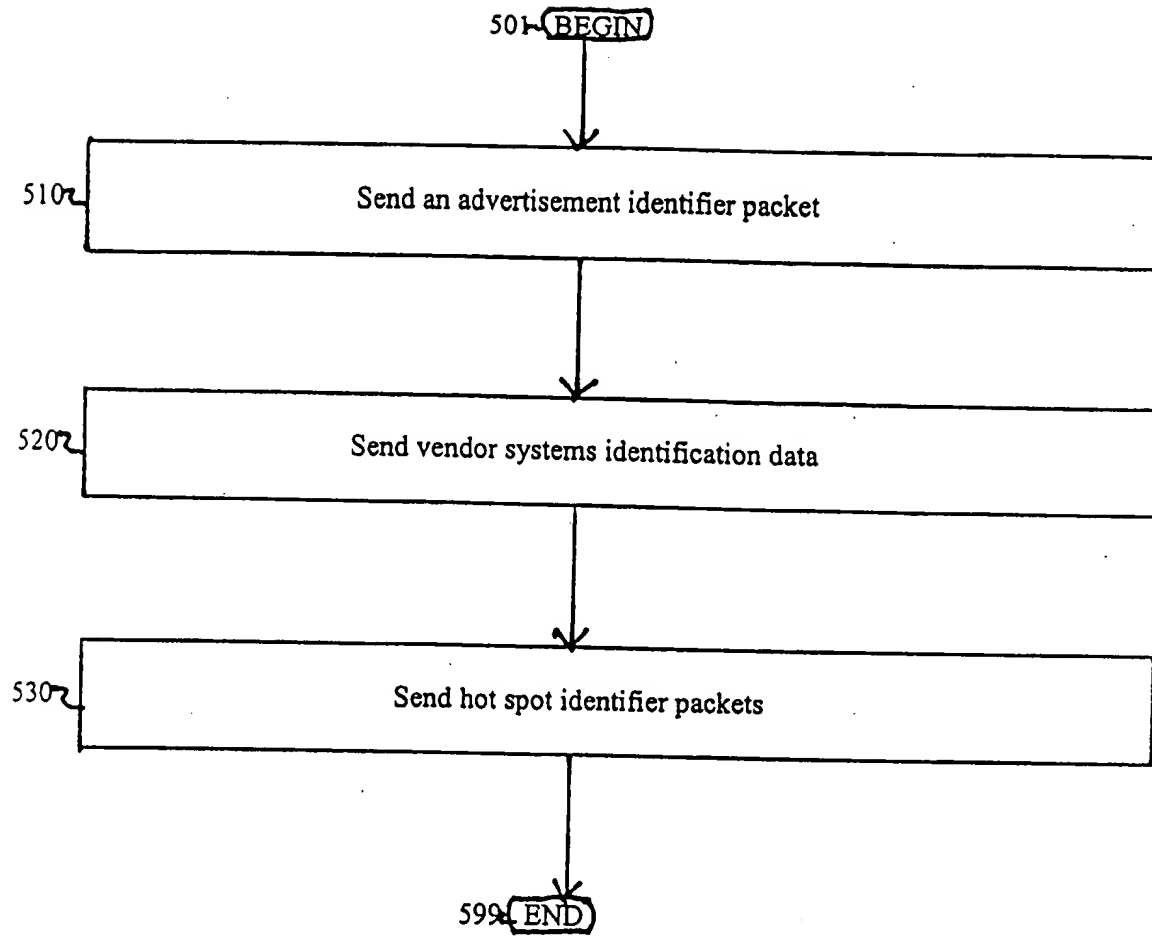 501 BEGIN
510 Send an advertisement identifier packet
520 Send vendor systems identification data
530 Send hot spot identifier packets
599 END